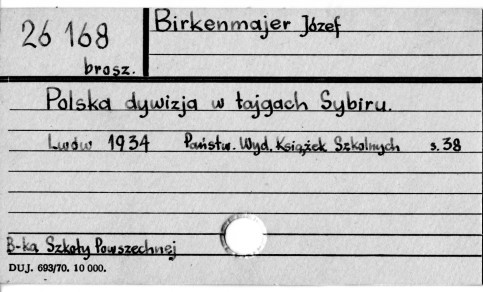 26 168
brosz.
Birkenmajer Józef
Polska dywizja w tajgach Sybiru.
Lwów 1934 Państw. Wyd. Książek Szkolnych s. 38
B-ka Szkoły Powszechnej
DUJ. 693/70. 10 000.